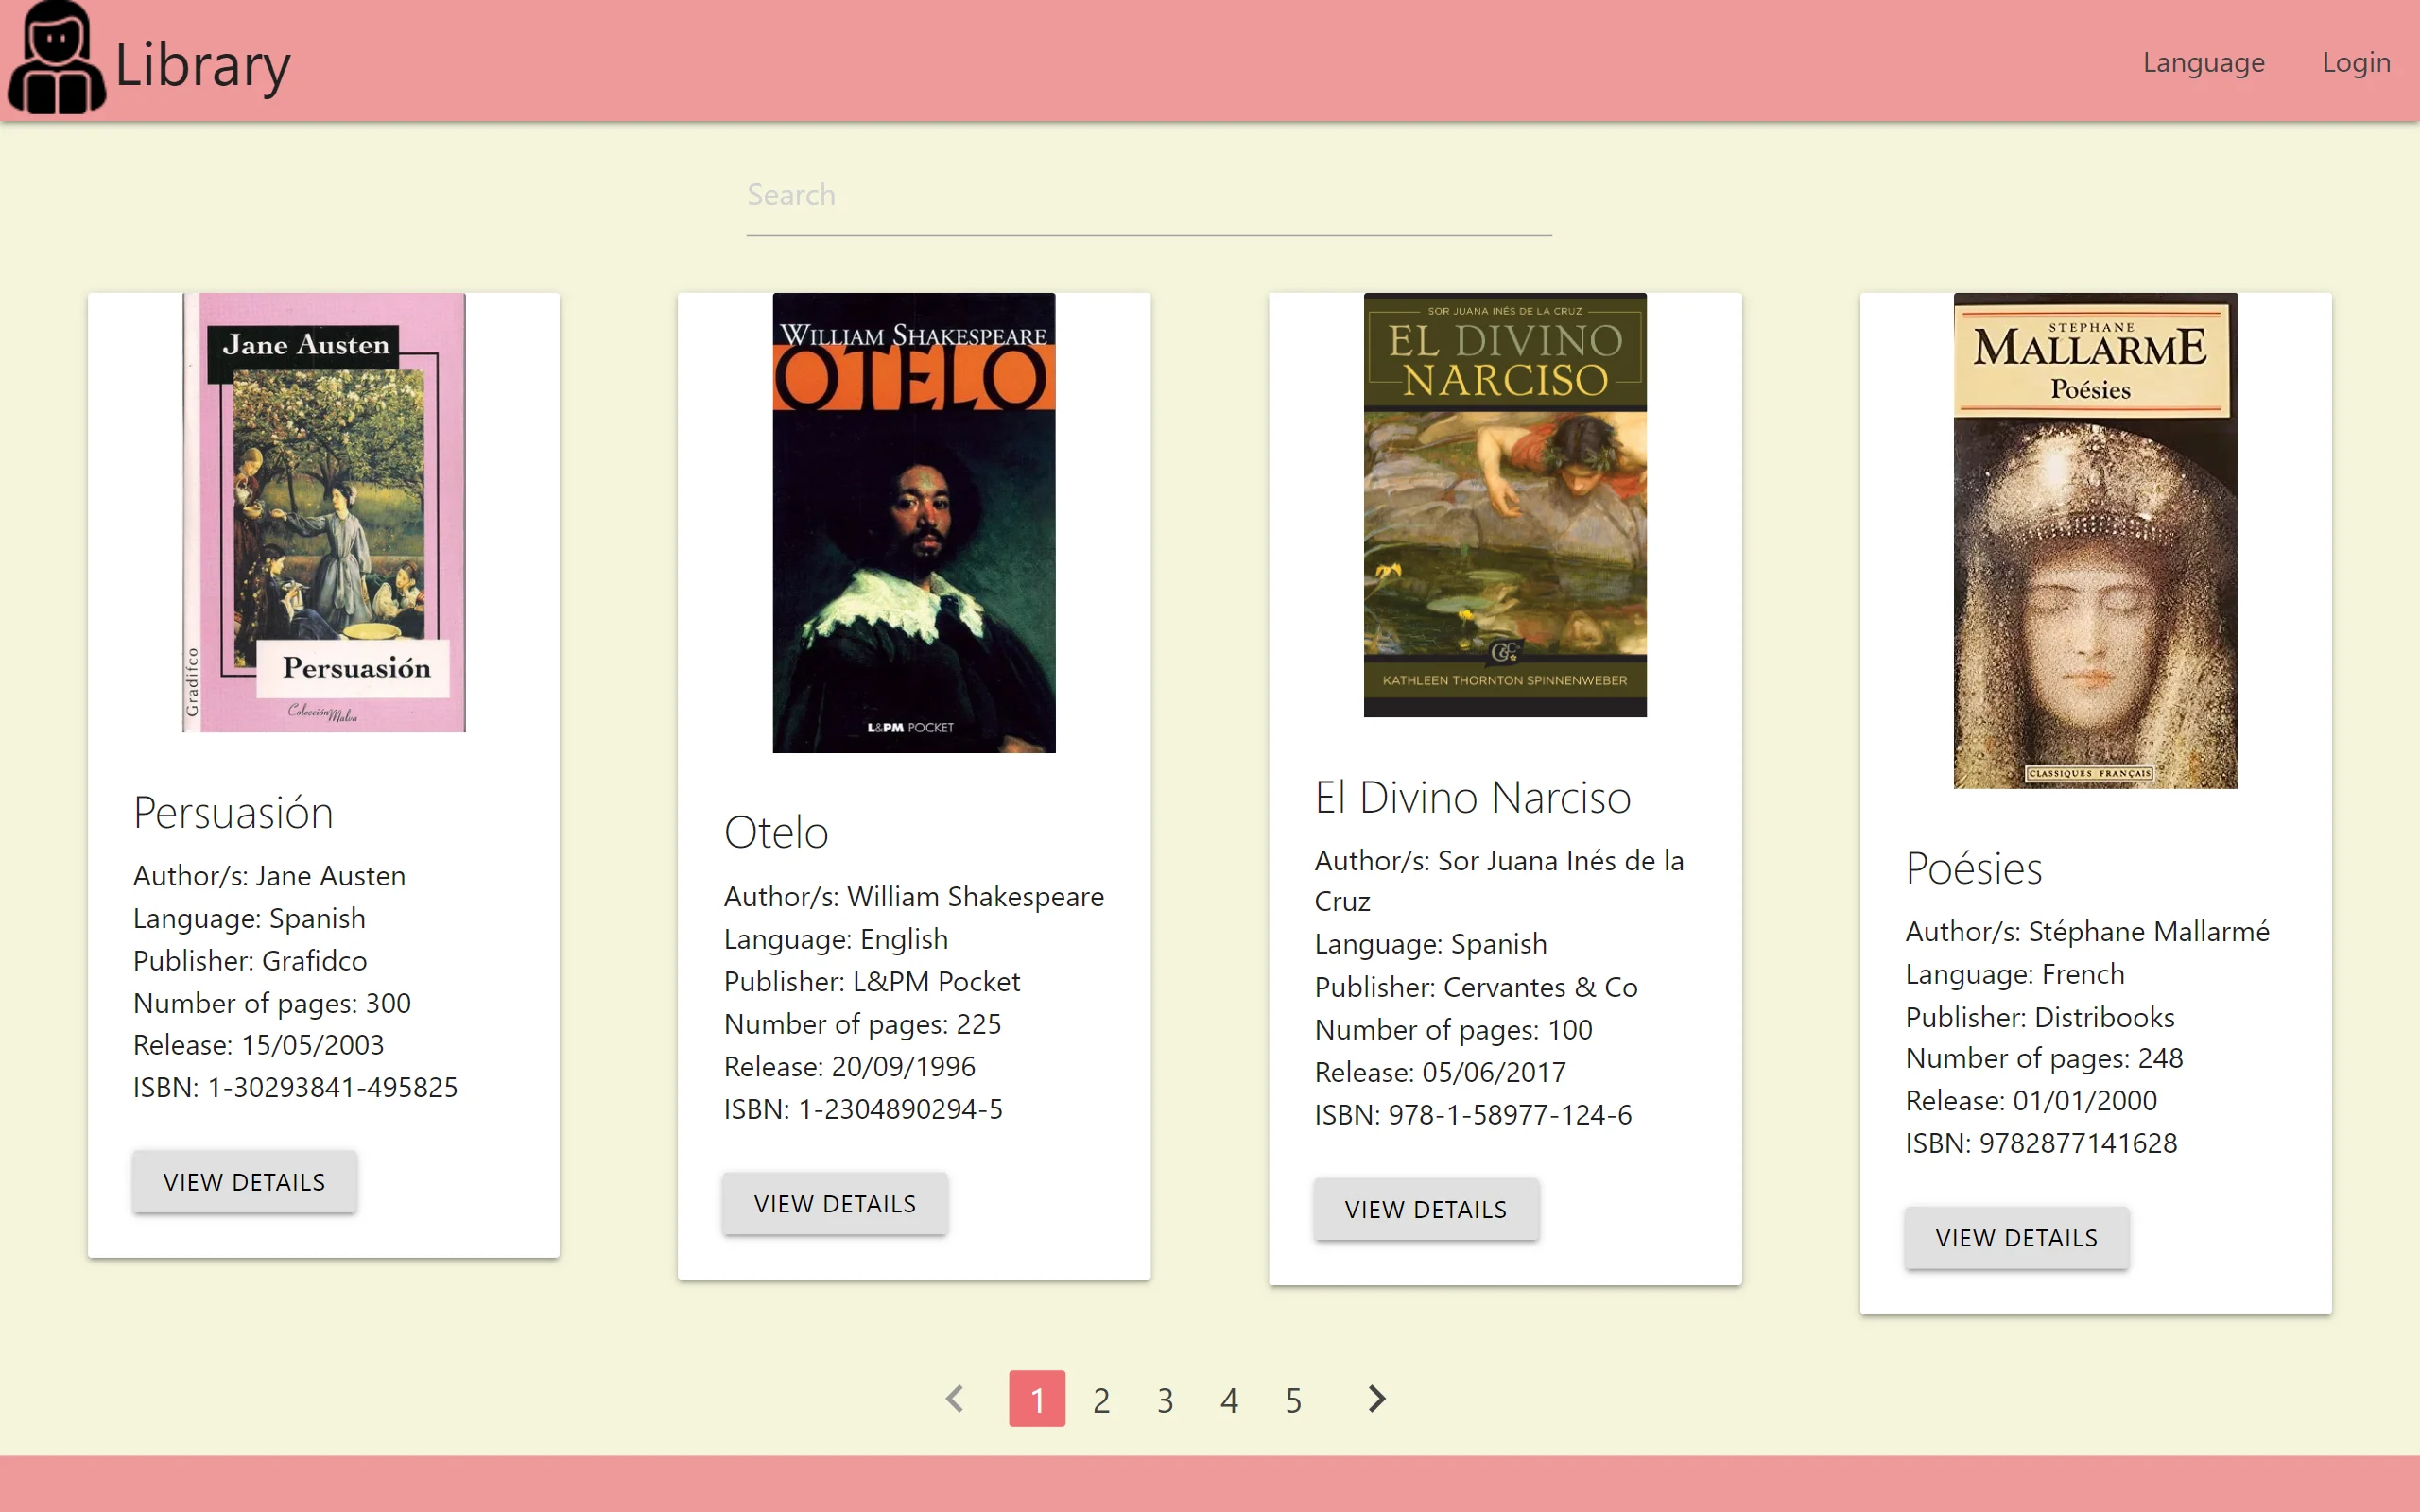 Library
Language
Login
Search
Jane Austen
Persuasión
Gradifco
Colección Malva
Persuasión
Author/s: Jane Austen
Language: Spanish
Publisher: Grafidco
Number of pages: 300
Release: 15/05/2003
ISBN: 1-30293841-495825
VIEW DETAILS
WILLIAM SHAKESPEARE
OTELO
L&PM POCKET
Otelo
Author/s: William Shakespeare
Language: English
Publisher: L&PM Pocket
Number of pages: 225
Release: 20/09/1996
ISBN: 1-2304890294-5
VIEW DETAILS
SOR JUANA INÉS DE LA CRUZ
EL DIVINO
NARCISO
C&C
KATHLEEN THORNTON SPINNENWEBER
El Divino Narciso
Author/s: Sor Juana Inés de la
Cruz
Language: Spanish
Publisher: Cervantes & Co
Number of pages: 100
Release: 05/06/2017
ISBN: 978-1-58977-124-6
VIEW DETAILS
STEPHANE
MALLARME
Poésies
CLASSIQUES FRANÇAIS
Poésies
Author/s: Stéphane Mallarmé
Language: French
Publisher: Distribooks
Number of pages: 248
Release: 01/01/2000
ISBN: 9782877141628
VIEW DETAILS
1 2 3 4 5